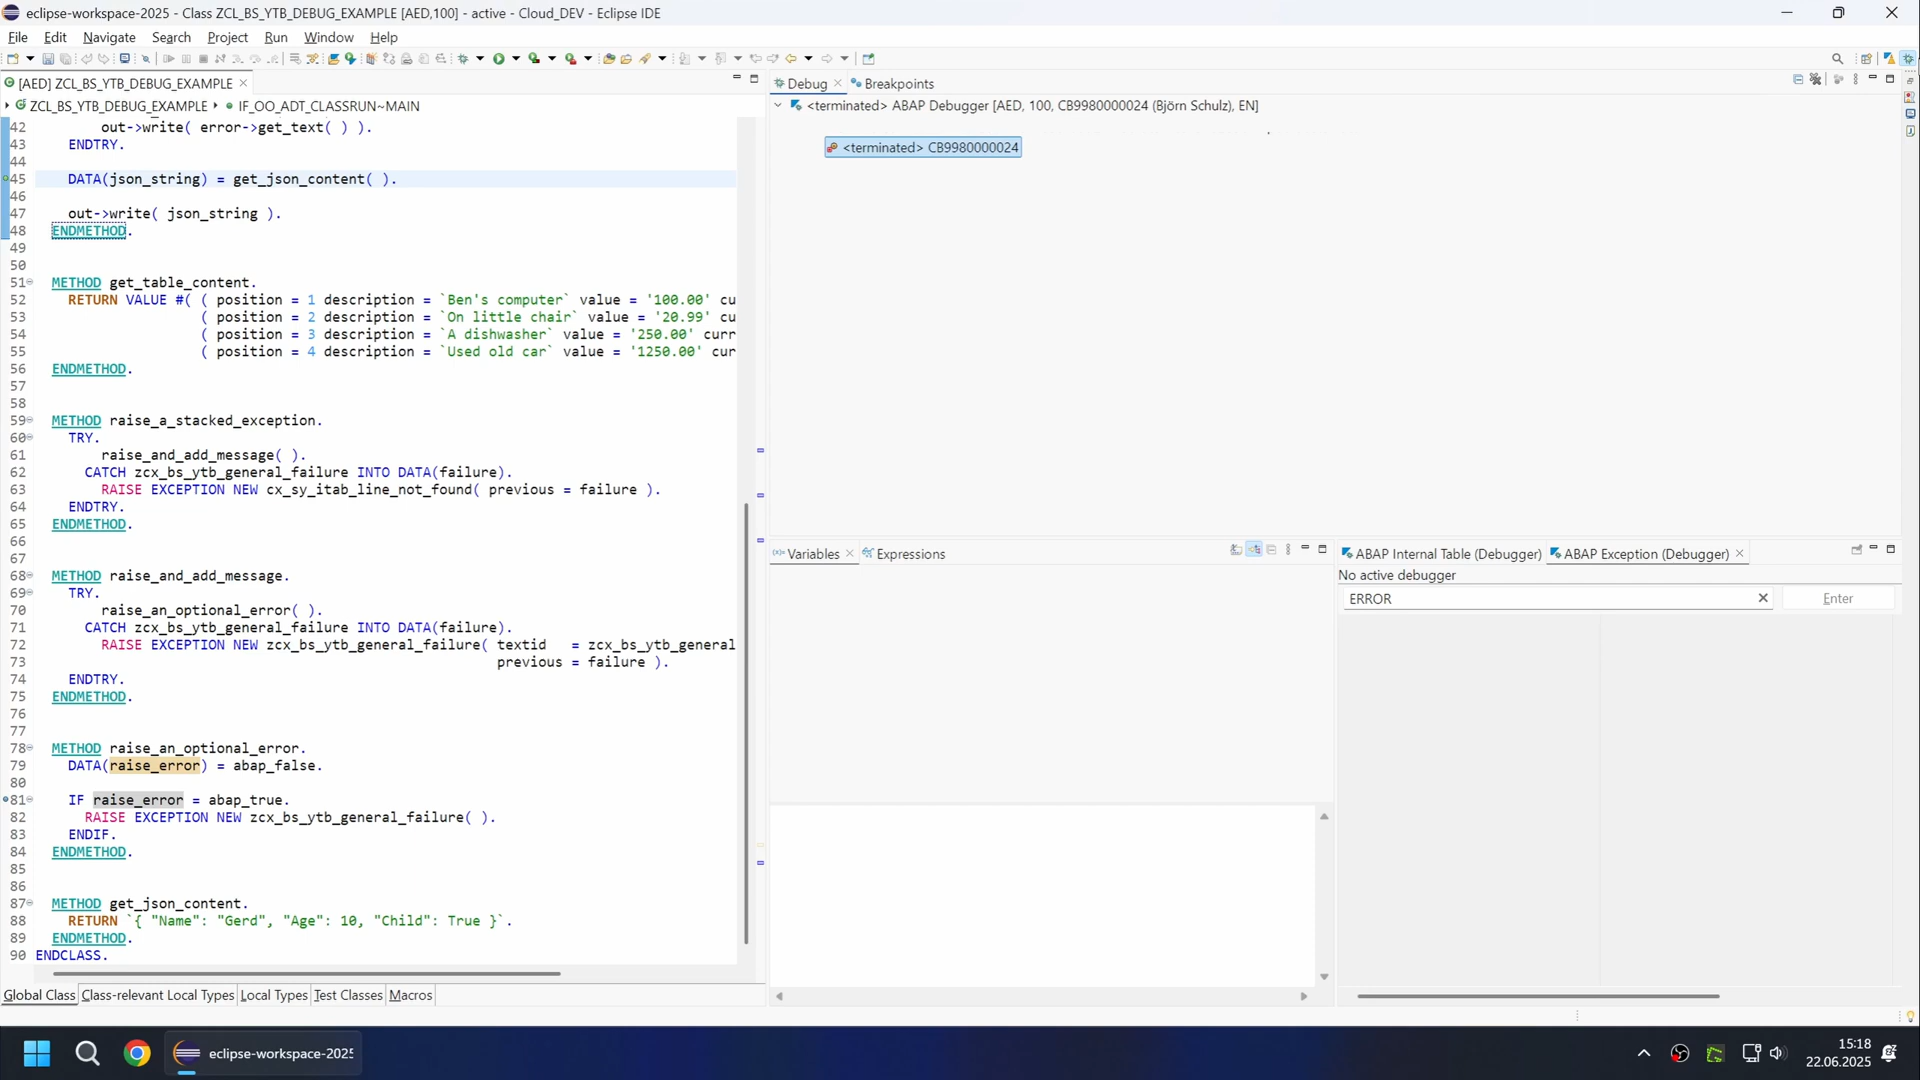 eclipse-workspace-2025 - Class ZCL_BS_YTB_DEBUG_EXAMPLE [AED,100] - active - Cloud_DEV - Eclipse IDE
File Edit Navigate Search Project Run Window Help
[AED] ZCL_BS_YTB_DEBUG_EXAMPLE
ZCL_BS_YTB_DEBUG_EXAMPLE IF_OO_ADT_CLASSRUN~MAIN
42 out->write( error->get_text( ) ).
43 ENDTRY.
44
45 DATA(json_string) = get_json_content( ).
46
47 out->write( json_string ).
48 ENDMETHOD.
49
50
51 METHOD get_table_content.
52 RETURN VALUE #( ( position = 1 description = `Ben's computer` value = '100.00' cu
53 ( position = 2 description = `On little chair` value = '20.99' cu
54 ( position = 3 description = `A dishwasher` value = '250.00' curr
55 ( position = 4 description = `Used old car` value = '1250.00' cur
56 ENDMETHOD.
57
58
59 METHOD raise_a_stacked_exception.
60 TRY.
61 raise_and_add_message( ).
62 CATCH zcx_bs_ytb_general_failure INTO DATA(failure).
63 RAISE EXCEPTION NEW cx_sy_itab_line_not_found( previous = failure ).
64 ENDTRY.
65 ENDMETHOD.
66
67
68 METHOD raise_and_add_message.
69 TRY.
70 raise_an_optional_error( ).
71 CATCH zcx_bs_ytb_general_failure INTO DATA(failure).
72 RAISE EXCEPTION NEW zcx_bs_ytb_general_failure( textid = zcx_bs_ytb_general
73 previous = failure ).
74 ENDTRY.
75 ENDMETHOD.
76
77
78 METHOD raise_an_optional_error.
79 DATA(raise_error) = abap_false.
80
81 IF raise_error = abap_true.
82 RAISE EXCEPTION NEW zcx_bs_ytb_general_failure( ).
83 ENDIF.
84 ENDMETHOD.
85
86
87 METHOD get_json_content.
88 RETURN `{ "Name": "Gerd", "Age": 10, "Child": True }`.
89 ENDMETHOD.
90 ENDCLASS.
Global Class Class-relevant Local Types Local Types Test Classes Macros
Debug Breakpoints
<terminated> ABAP Debugger [AED, 100, CB9980000024 (Björn Schulz), EN]
<terminated> CB9980000024
Variables Expressions
ABAP Internal Table (Debugger) ABAP Exception (Debugger)
No active debugger
ERROR Enter
eclipse-workspace-2025
15:18
22.06.2025